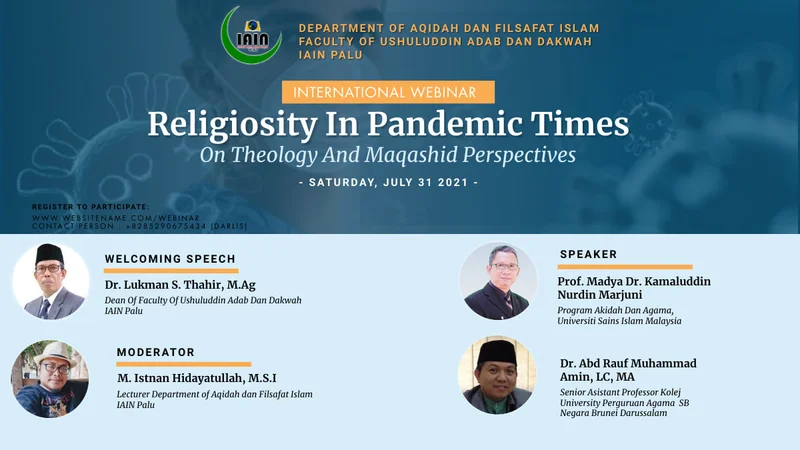 IAIN
DEPARTMENT OF AQIDAH DAN FILSAFAT ISLAM
FACULTY OF USHULUDDIN ADAB DAN DAKWAH
IAIN PALU
INTERNATIONAL WEBINAR
Religiosity In Pandemic Times
On Theology And Maqashid Perspectives
- SATURDAY, JULY 31 2021 -
REGISTER TO PARTICIPATE:
WWW.WEBSITENAME.COM/WEBINAR
CONTACT PERSON : +6285290675434 (DARLIS)
WELCOMING SPEECH
Dr. Lukman S. Thahir, M.Ag
Dean Of Faculty Of Ushuluddin Adab Dan Dakwah
IAIN Palu
MODERATOR
M. Istnan Hidayatullah, M.S.I
Lecturer Department of Aqidah dan Filsafat Islam
IAIN Palu
SPEAKER
Prof. Madya Dr. Kamaluddin
Nurdin Marjuni
Program Akidah Dan Agama,
Universiti Sains Islam Malaysia
Dr. Abd Rauf Muhammad
Amin, LC, MA
Senior Asistant Professor Kolej
University Perguruan Agama SB
Negara Brunei Darussalam